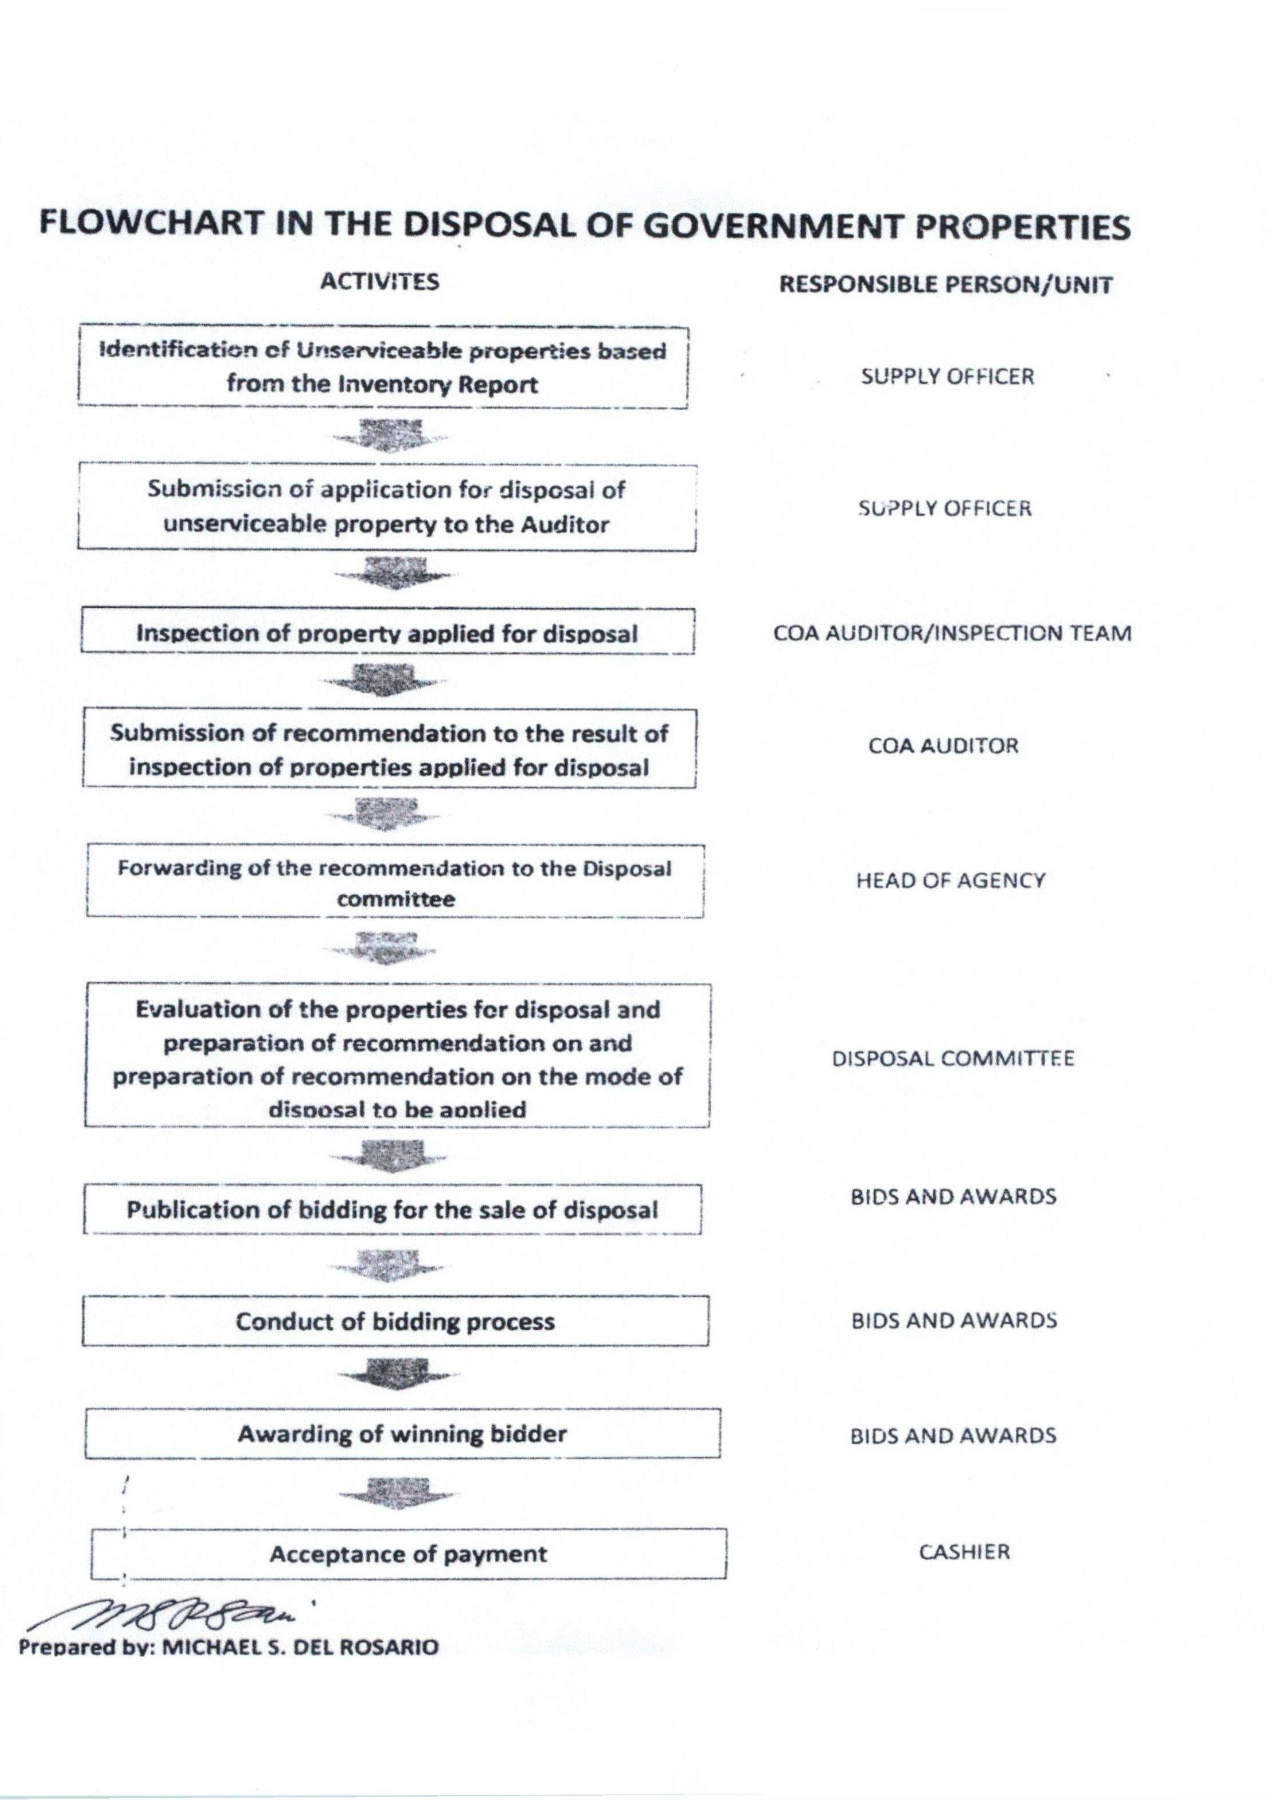 FLOWCHART IN THE DISPOSAL OF GOVERNMENT PROPERTIES
ACTIVITES
RESPONSIBLE PERSON/UNIT
Identification of Unserviceable properties based
from the Inventory Report
SUPPLY OFFICER
Submission of application for disposal of
unserviceable property to the Auditor
SUPPLY OFFICER
Inspection of property applied for disposal
COA AUDITOR/INSPECTION TEAM
Submission of recommendation to the result of
inspection of properties applied for disposal
COA AUDITOR
Forwarding of the recommendation to the Disposal
committee
HEAD OF AGENCY
Evaluation of the properties for disposal and
preparation of recommendation on and
preparation of recommendation on the mode of
disposal to be applied
DISPOSAL COMMITTEE
Publication of bidding for the sale of disposal
BIDS AND AWARDS
Conduct of bidding process
BIDS AND AWARDS
Awarding of winning bidder
BIDS AND AWARDS
Acceptance of payment
CASHIER
Prepared by: MICHAEL S. DEL ROSARIO